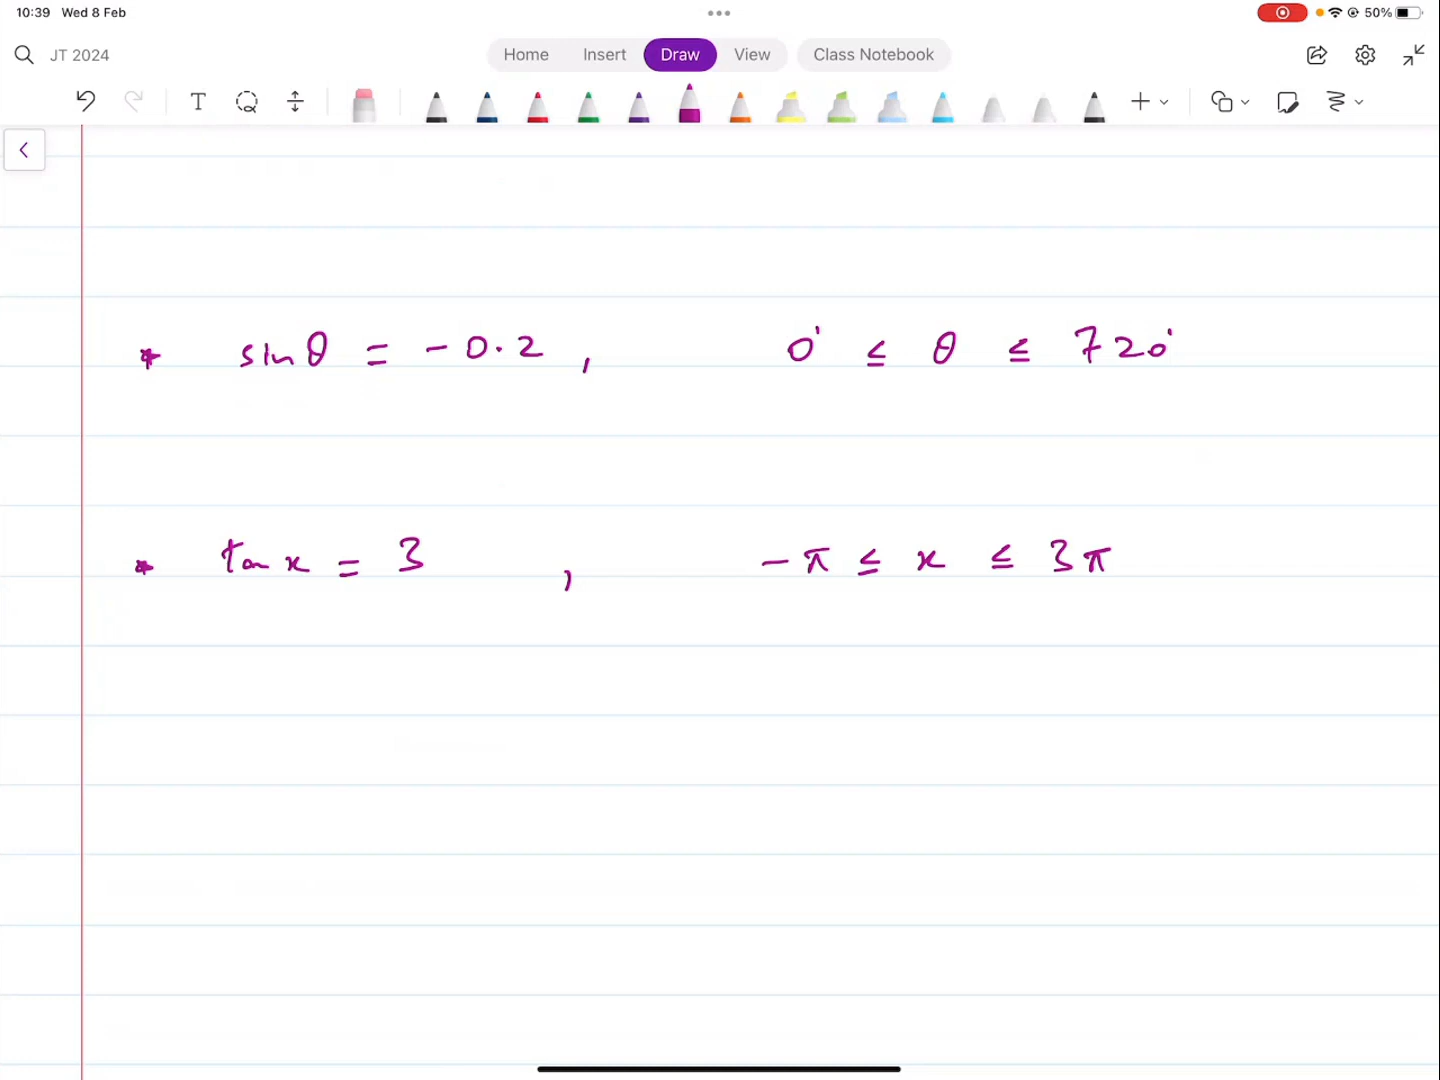 10:39 Wed 8 Feb 50%
JT 2024 Home Insert Draw View Class Notebook
T
* sinθ = -0.2 , 0° ≤ θ ≤ 720°
* tan x = 3 , -π ≤ x ≤ 3π